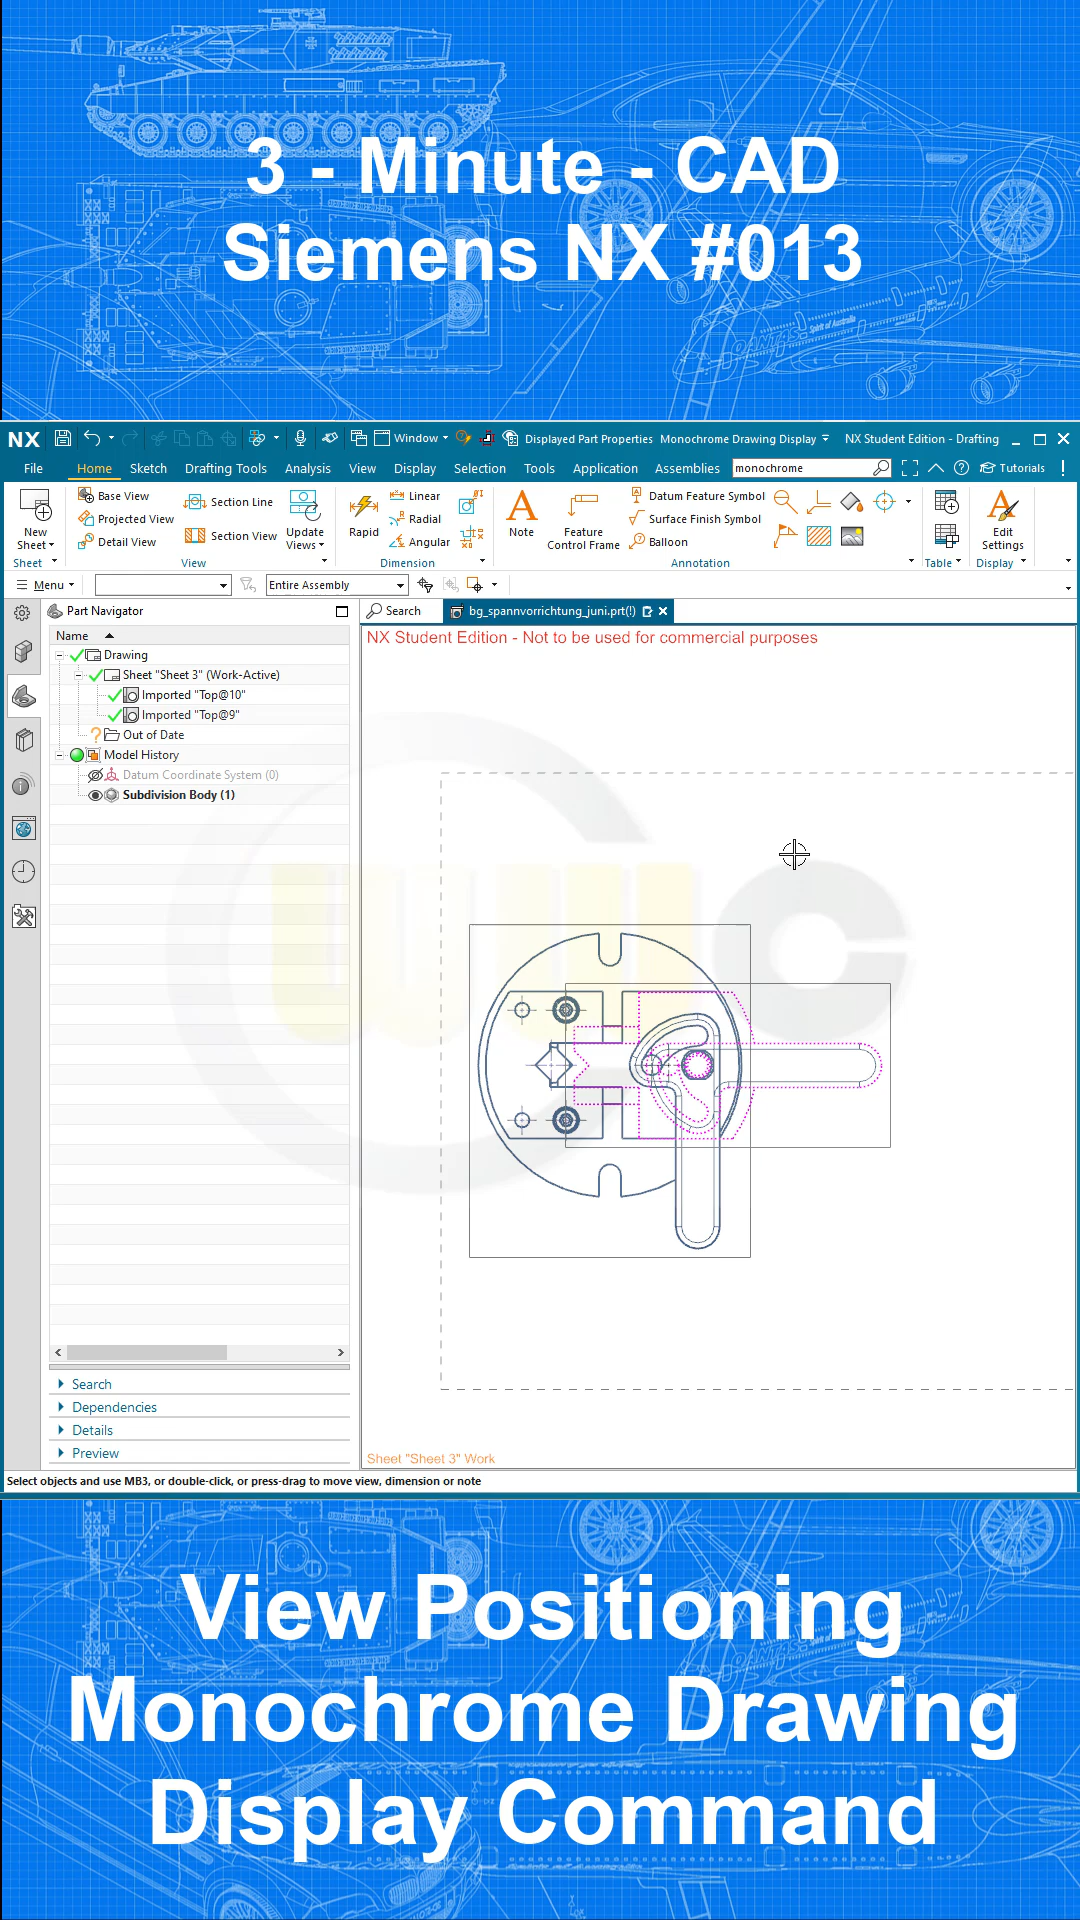 3 - Minute - CAD
Siemens NX #013
NX Window Displayed Part Properties Monochrome Drawing Display NX Student Edition - Drafting
File Home Sketch Drafting Tools Analysis View Display Selection Tools Application Assemblies monochrome Tutorials
New Sheet
Base View
Projected View
Detail View
Section Line
Section View
Update Views
Rapid
Linear
Radial
Angular
Note
Feature Control Frame
Datum Feature Symbol
Surface Finish Symbol
Balloon
Edit Settings
Sheet View Dimension Annotation Table Display
Menu Entire Assembly
Part Navigator
Search
bg_spannvorrichtung_juni.prt(!)
Name
Drawing
Sheet "Sheet 3" (Work-Active)
Imported "Top@10"
Imported "Top@9"
Out of Date
Model History
Datum Coordinate System (0)
Subdivision Body (1)
NX Student Edition - Not to be used for commercial purposes
Search
Dependencies
Details
Preview
Sheet "Sheet 3" Work
Select objects and use MB3, or double-click, or press-drag to move view, dimension or note
View Positioning
Monochrome Drawing
Display Command